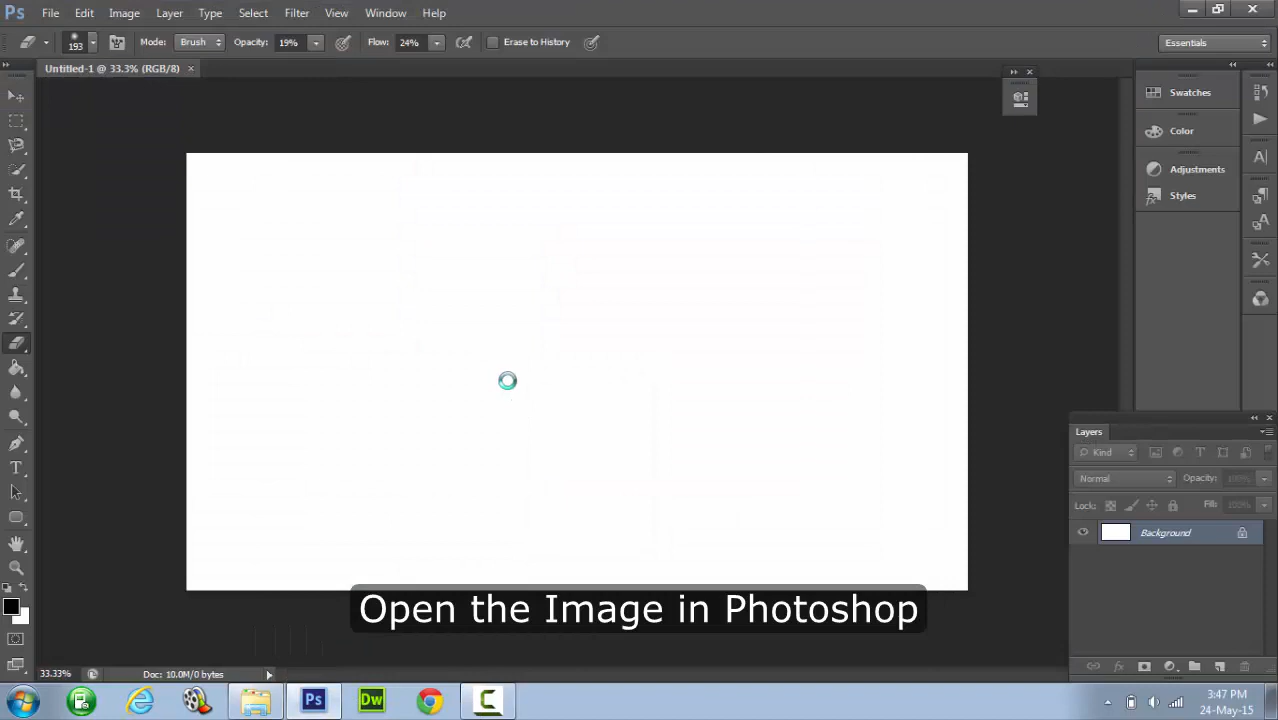 Ps File Edit Image Layer Type Select Filter View Window Help
193 Mode: Brush Opacity: 19% Flow: 24% Erase to History Essentials
Untitled-1 @ 33.3% (RGB/8) ×
Swatches
Color
Adjustments
Styles
Layers
Kind
Normal Opacity: 100%
Lock: Fill: 100%
Background
Open the Image in Photoshop
33.33% Doc: 10.0M/0 bytes
Ps Dw 3:47 PM
24-May-15